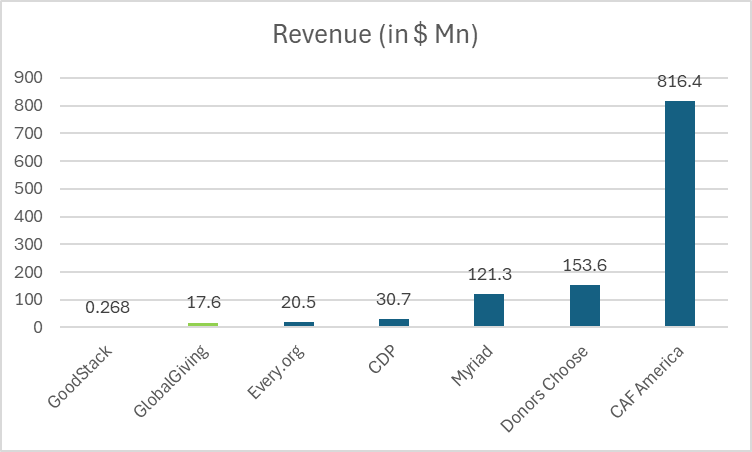 Revenue (in $ Mn)
900
800
700
600
500
400
300
200
100
0
0.268
17.6
20.5
30.7
121.3
153.6
816.4
GoodStack
GlobalGiving
Every.org
CDP
Myriad
Donors Choose
CAF America